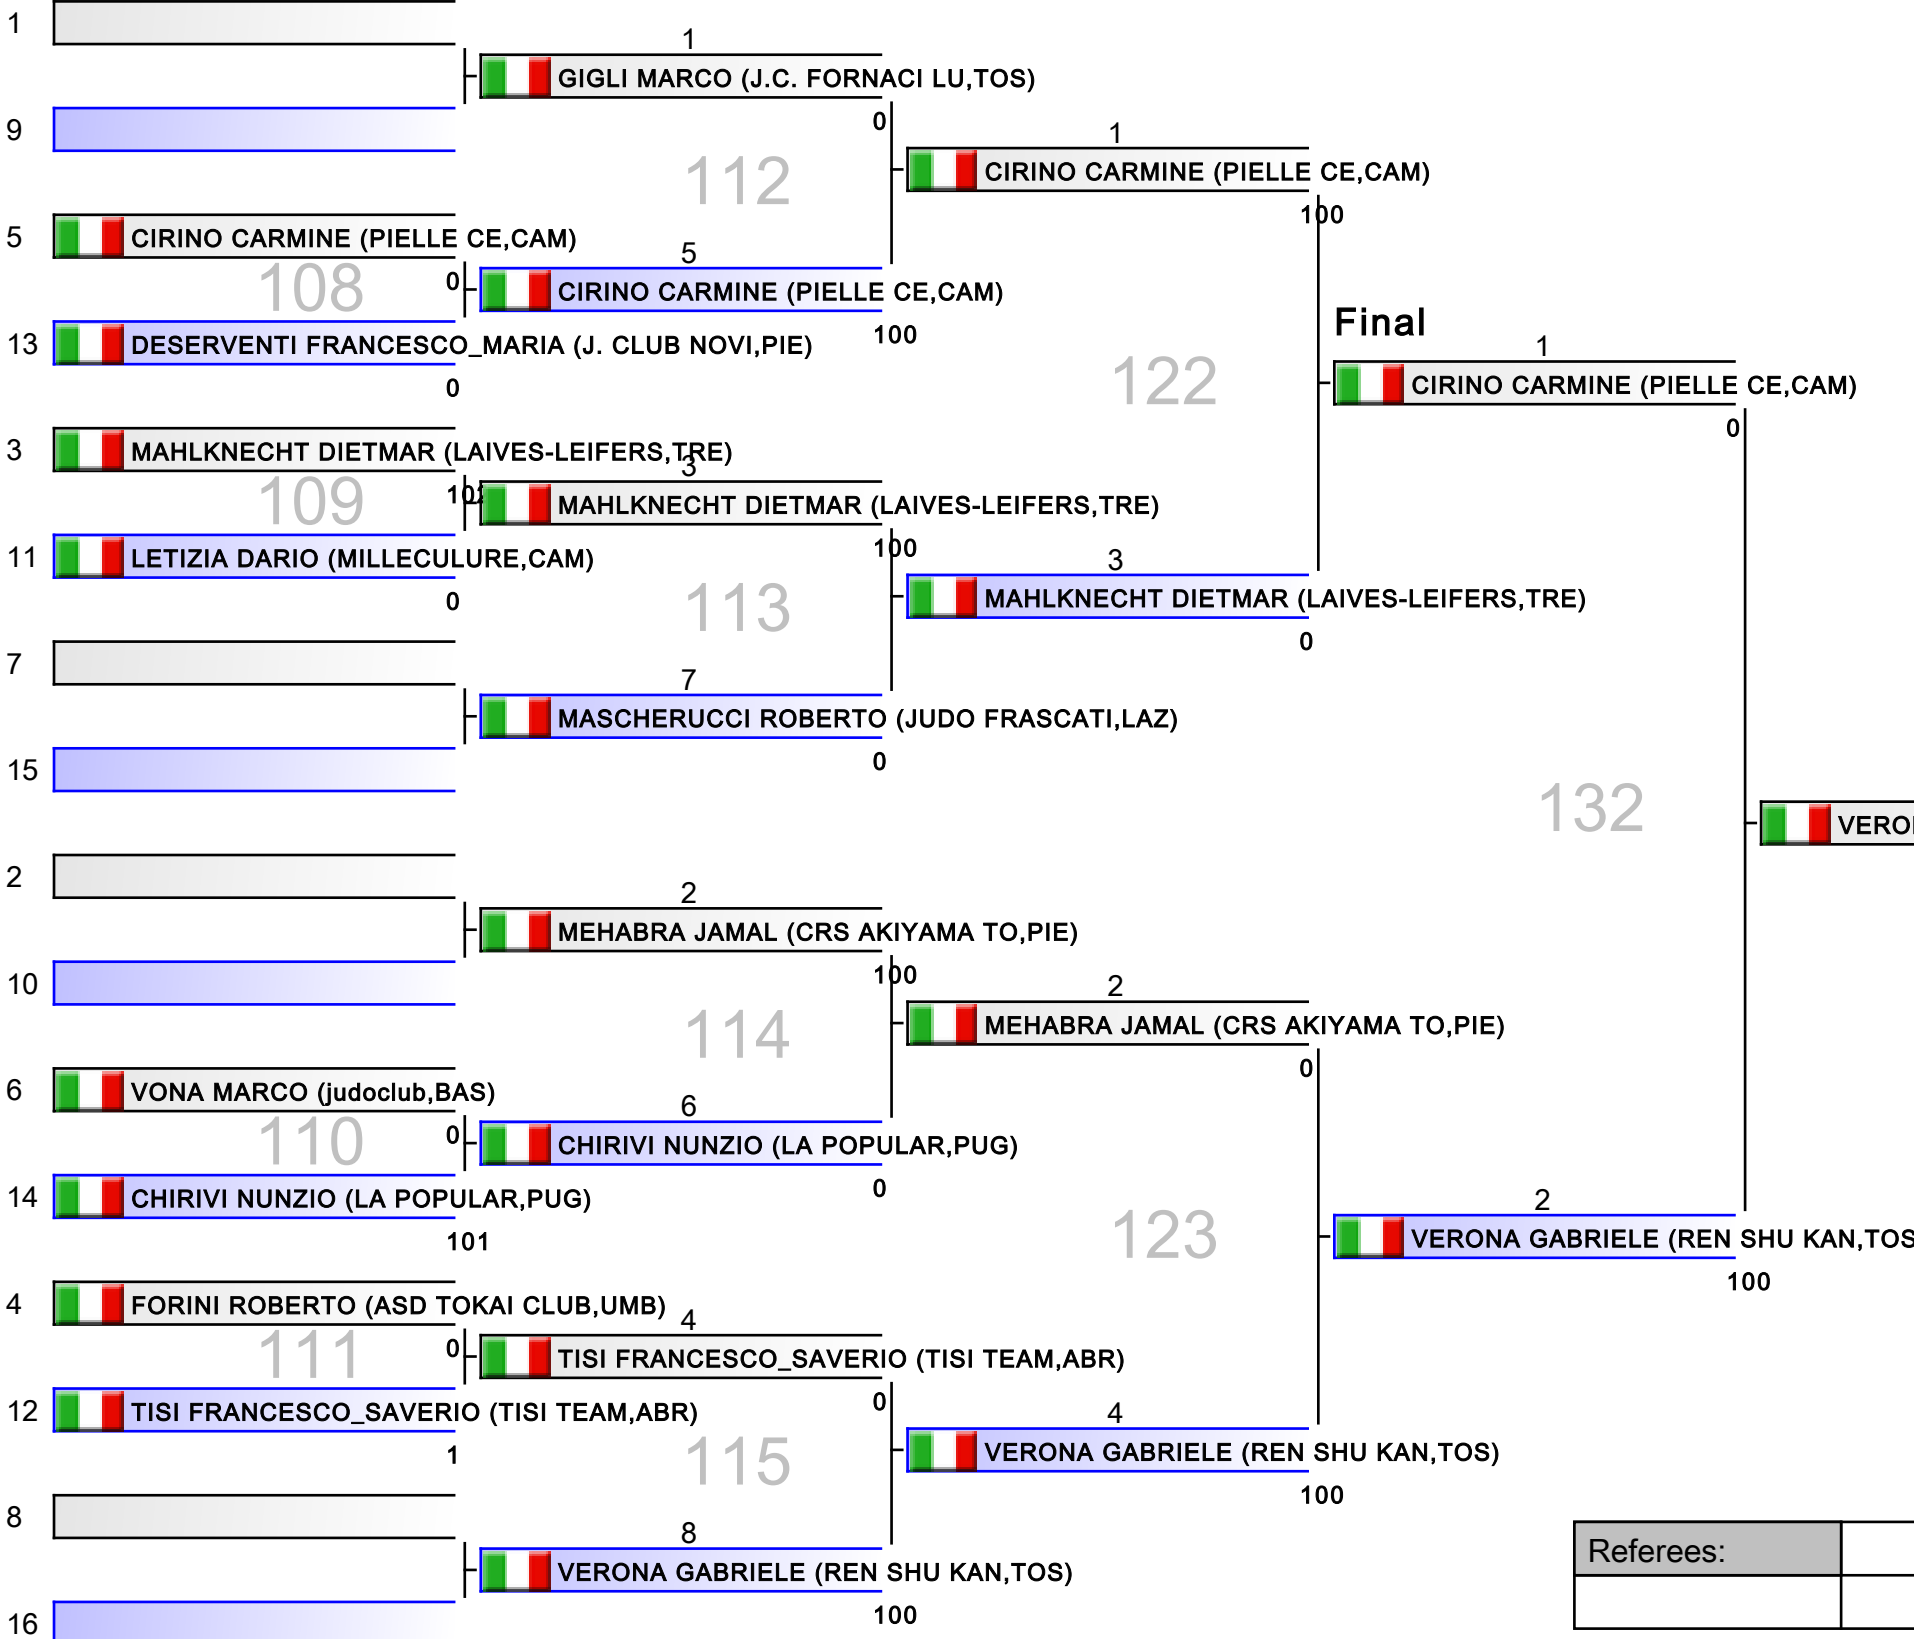 1
1
GIGLI MARCO (J.C. FORNACI LU,TOS)
0
9
1
112
CIRINO CARMINE (PIELLE CE,CAM)
100
5
CIRINO CARMINE (PIELLE CE,CAM)
5
108
0
CIRINO CARMINE (PIELLE CE,CAM)
Final
13
DESERVENTI FRANCESCO_MARIA (J. CLUB NOVI,PIE)
100
1
122
CIRINO CARMINE (PIELLE CE,CAM)
0
0
3
MAHLKNECHT DIETMAR (LAIVES-LEIFERS,TRE)
3
109
MAHLKNECHT DIETMAR (LAIVES-LEIFERS,TRE)
100
11
LETIZIA DARIO (MILLECULURE,CAM)
3
0
113
MAHLKNECHT DIETMAR (LAIVES-LEIFERS,TRE)
0
7
7
MASCHERUCCI ROBERTO (JUDO FRASCATI,LAZ)
0
15
132
2
2
MEHABRA JAMAL (CRS AKIYAMA TO,PIE)
100
10
2
114
MEHABRA JAMAL (CRS AKIYAMA TO,PIE)
0
6
VONA MARCO (judoclub,BAS)
6
110
0
CHIRIVI NUNZIO (LA POPULAR,PUG)
0
14
CHIRIVI NUNZIO (LA POPULAR,PUG)
2
101
123
VERONA GABRIELE (REN SHU KAN,TOS
100
4
FORINI ROBERTO (ASD TOKAI CLUB,UMB)
4
111
0
TISI FRANCESCO_SAVERIO (TISI TEAM,ABR)
0
12
TISI FRANCESCO_SAVERIO (TISI TEAM,ABR)
4
1
115
VERONA GABRIELE (REN SHU KAN,TOS)
100
8
8
VERONA GABRIELE (REN SHU KAN,TOS)
100
16
Referees: